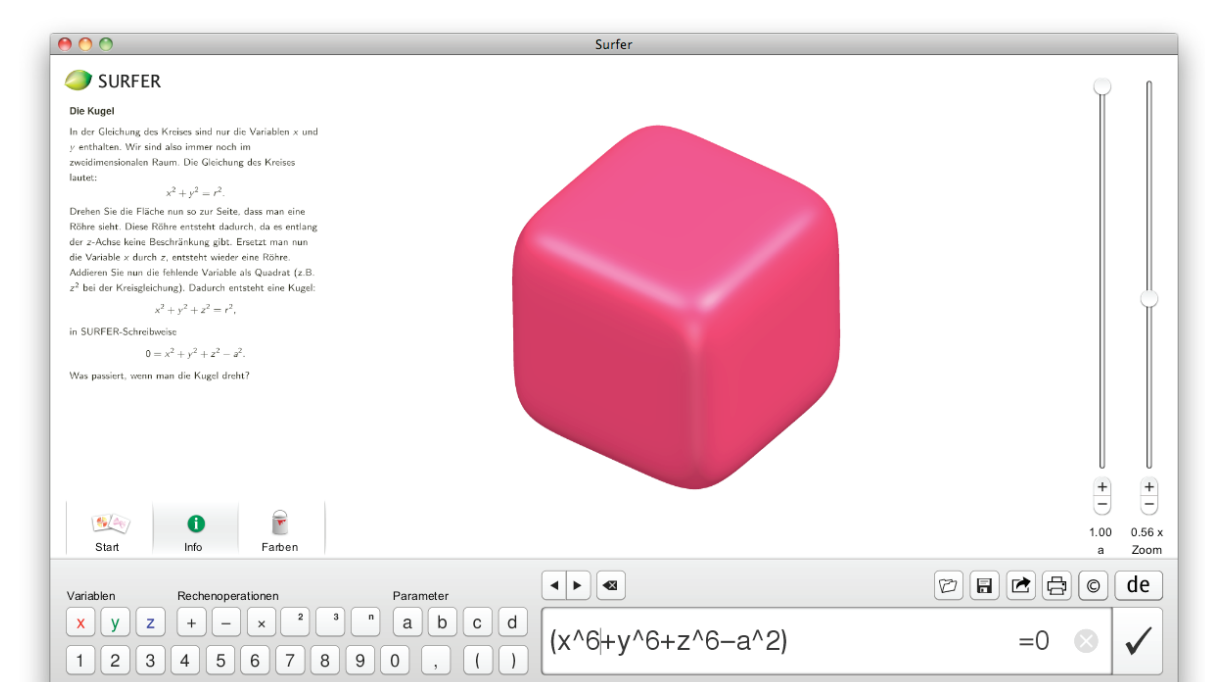 Surfer
SURFER
Die Kugel
In der Gleichung des Kreises sind nur die Variablen x und
y enthalten. Wir sind also immer noch im
zweidimensionalen Raum. Die Gleichung des Kreises
lautet:
x² + y² = r².
Drehen Sie die Fläche nun so zur Seite, dass man eine
Röhre sieht. Diese Röhre entsteht dadurch, da es entlang
der z-Achse keine Beschränkung gibt. Ersetzt man nun
die Variable x durch z, entsteht wieder eine Röhre.
Addieren Sie nun die fehlende Variable als Quadrat (z.B.
z² bei der Kreisgleichung). Dadurch entsteht eine Kugel:
x² + y² + z² = r²,
in SURFER-Schreibweise
0 = x² + y² + z² − a².
Was passiert, wenn man die Kugel dreht?
+ +
− −
1.00 0.56 x
a Zoom
Start Info Farben
Variablen Rechenoperationen Parameter
© de
x y z + − × ² ³ ⁿ a b c d
1 2 3 4 5 6 7 8 9 0 , ( )
(x^6+y^6+z^6−a^2) =0